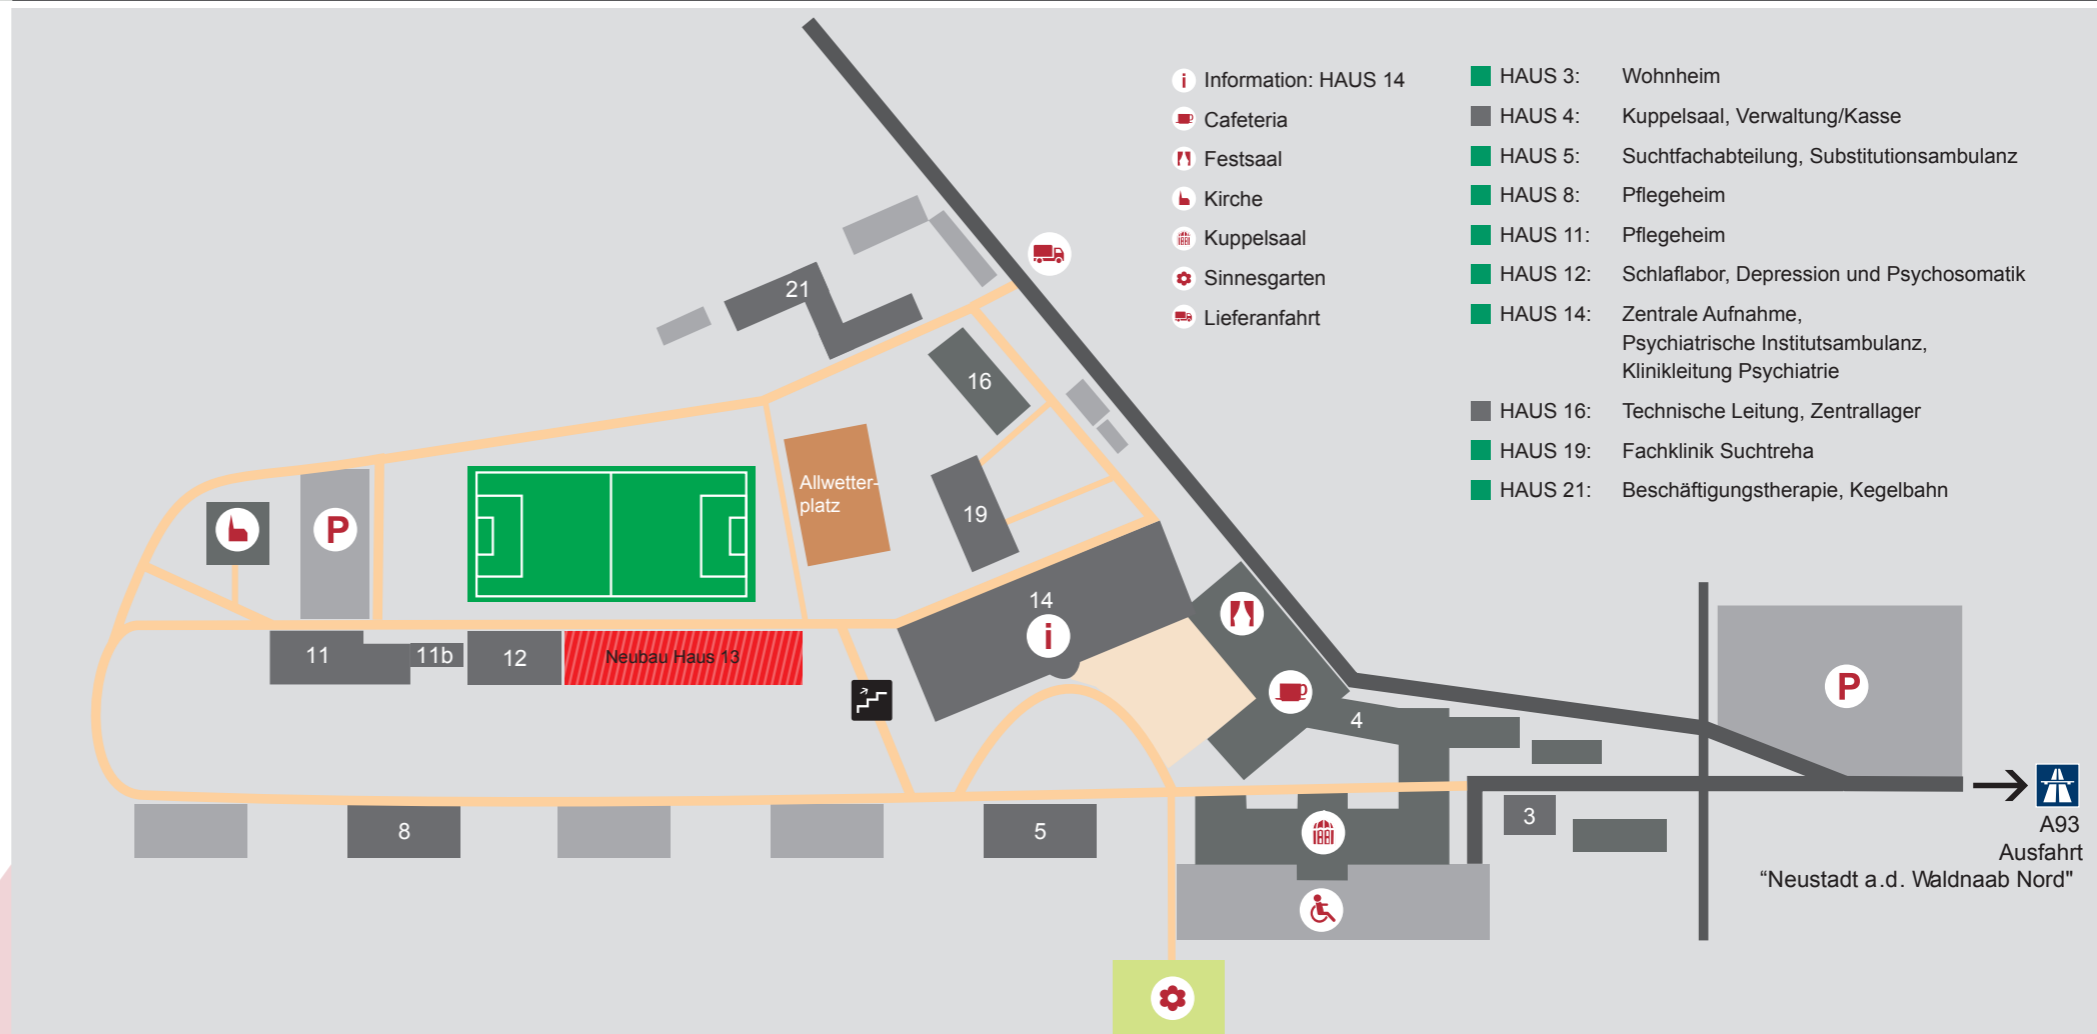 Information: HAUS 14
Cafeteria
Festsaal
Kirche
Kuppelsaal
Sinnesgarten
Lieferanfahrt
HAUS 3: Wohnheim
HAUS 4: Kuppelsaal, Verwaltung/Kasse
HAUS 5: Suchtfachabteilung, Substitutionsambulanz
HAUS 8: Pflegeheim
HAUS 11: Pflegeheim
HAUS 12: Schlaflabor, Depression und Psychosomatik
HAUS 14: Zentrale Aufnahme,
Psychiatrische Institutsambulanz,
Klinikleitung Psychiatrie
HAUS 16: Technische Leitung, Zentrallager
HAUS 19: Fachklinik Suchtreha
HAUS 21: Beschäftigungstherapie, Kegelbahn
21
16
Allwetter-
platz
19
P
14
i
11
11b
12
Neubau Haus 13
4
P
8
5
1881
3
A93
Ausfahrt
“Neustadt a.d. Waldnaab Nord"